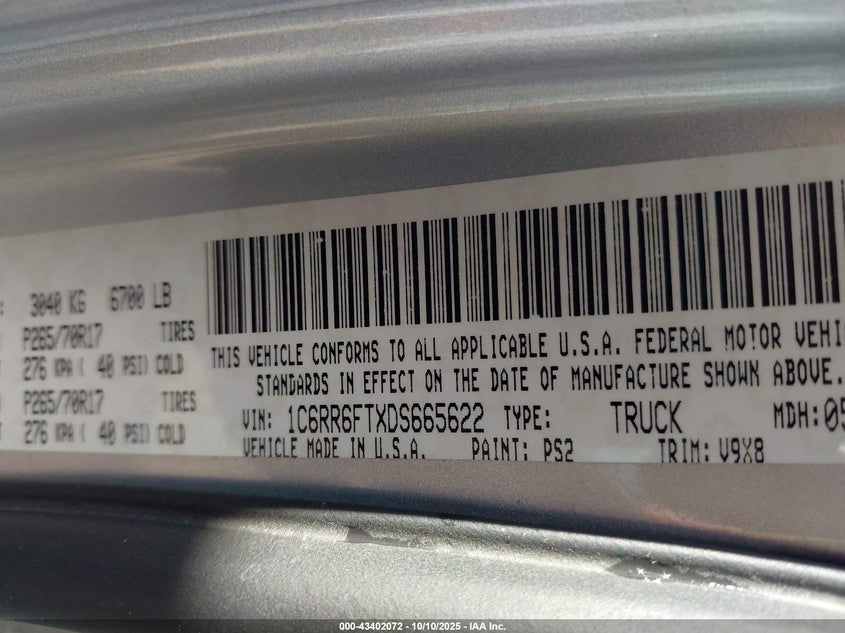 3040 KG 6700 LB
P265/70R17 TIRES
276 KPA ( 40 PSI) COLD
P265/70R17 TIRES
276 KPA ( 40 PSI) COLD
THIS VEHICLE CONFORMS TO ALL APPLICABLE U.S.A. FEDERAL MOTOR VEHI
STANDARDS IN EFFECT ON THE DATE OF MANUFACTURE SHOWN ABOVE.
VIN: 1C6RR6FTXDS665622 TYPE: TRUCK MDH: 05
VEHICLE MADE IN U.S.A. PAINT: PS2 TRIM: V9X8
000-43402072 - 10/10/2025 - IAA Inc.